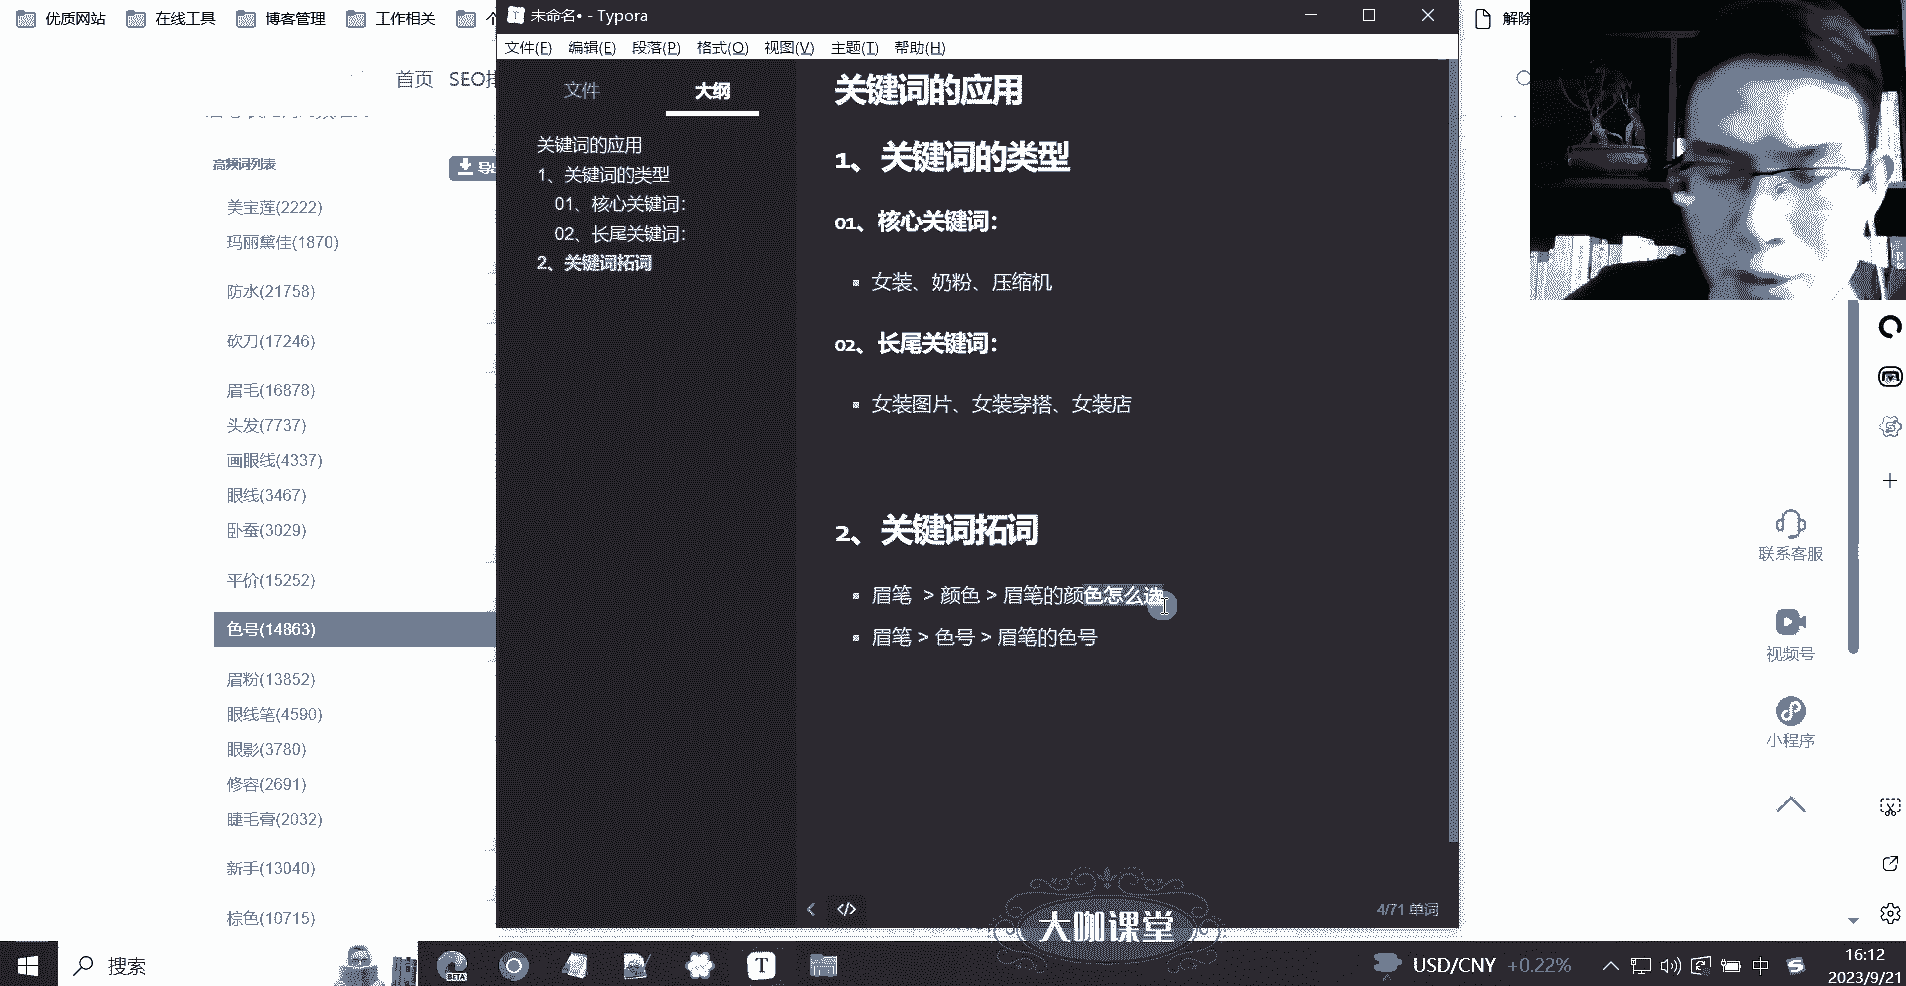 优质网站
在线工具
博客管理
工作相关
未命名• - Typora
文件(F) 编辑(E) 段落(P) 格式(O) 视图(V) 主题(T) 帮助(H)
首页 SEO
高频词列表
美宝莲(2222)
玛丽黛佳(1870)
防水(21758)
砍刀(17246)
眉毛(16878)
头发(7737)
画眼线(4337)
眼线(3467)
卧蚕(3029)
平价(15252)
色号(14863)
眉粉(13852)
眼线笔(4590)
眼影(3780)
修容(2691)
睫毛膏(2032)
新手(13040)
棕色(10715)
文件 大纲
关键词的应用
1、关键词的类型
01、核心关键词：
02、长尾关键词：
2、关键词拓词
关键词的应用
1、关键词的类型
01、核心关键词：
女装、奶粉、压缩机
02、长尾关键词：
女装图片、女装穿搭、女装店
2、关键词拓词
眉笔 > 颜色 > 眉笔的颜色怎么选
眉笔 > 色号 > 眉笔的色号
4/71 单词
大咖课堂
解除
联系客服
视频号
小程序
搜索
BETA
USD/CNY +0.22%
中
16:12
2023/9/21